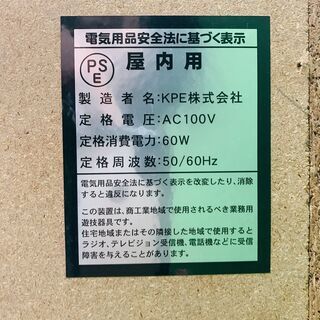 電気用品安全法に基づく表示
PSE 屋内用
製造者名:KPE株式会社
定格電圧:AC100V
定格消費電力:60W
定格周波数:50/60Hz
電気用品安全法に基づく表示を改変したり、消除
すると違反になります。
この装置は、商工業地域で使用されるべき業務用
遊技器具です。
住宅地域またはその隣接した地域で使用すると
ラジオ、テレビジョン受信機、電話機などに受信
障害を与えることがあります。